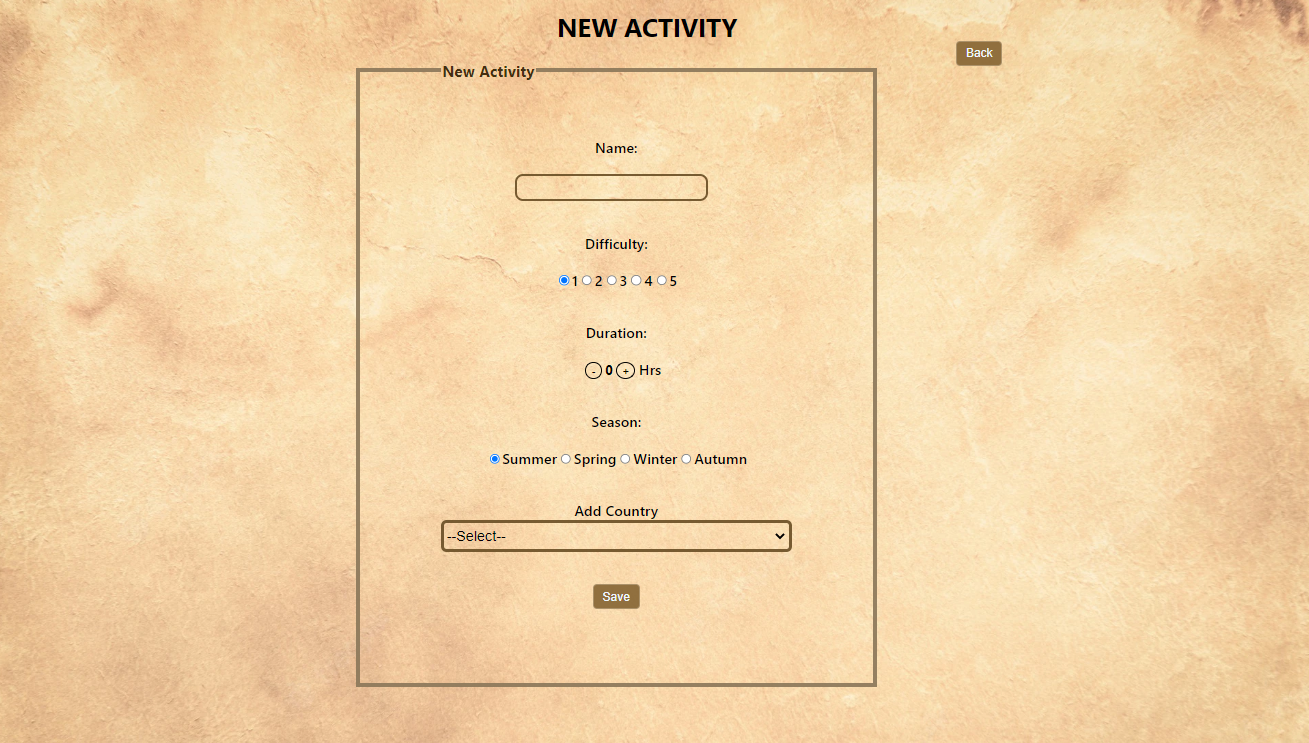 NEW ACTIVITY
Back
New Activity
Name:
Difficulty:
1 2 3 4 5
Duration:
- 0 + Hrs
Season:
Summer Spring Winter Autumn
Add Country
--Select--
Save